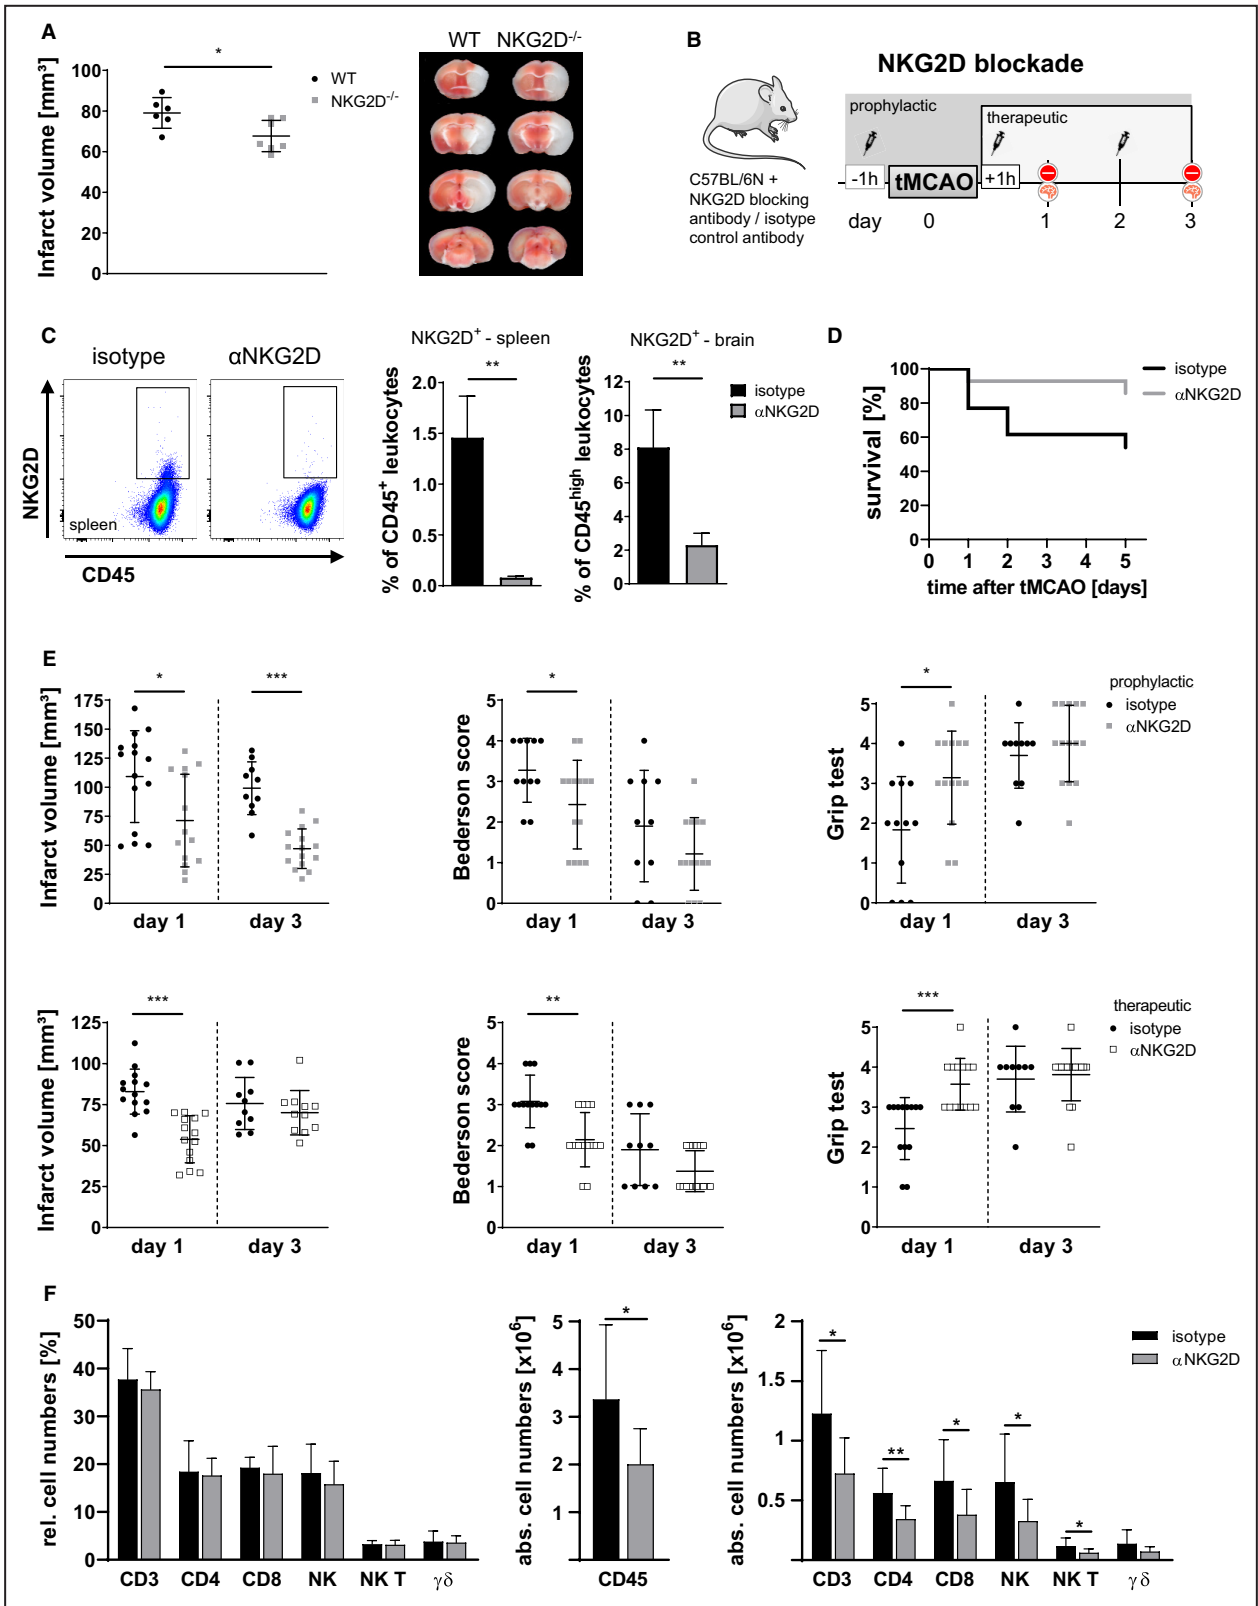 A
Infarct volume [mm³]
100
80
60
40
20
0
*
WT
NKG2D-/-
WT NKG2D-/-
B
NKG2D blockade
prophylactic
therapeutic
-1h
tMCAO
+1h
C57BL/6N +
NKG2D blocking
antibody / isotype
control antibody
day 0 1 2 3
C
isotype αNKG2D
NKG2D
spleen
CD45
NKG2D+ - spleen
**
% of CD45+ leukocytes
2.0
1.5
1.0
0.5
0.0
NKG2D+ - brain
**
% of CD45high leukocytes
12
10
8
6
4
2
0
isotype
αNKG2D
D
survival [%]
100
80
60
40
20
0
0 1 2 3 4 5
time after tMCAO [days]
isotype
αNKG2D
E
Infarct volume [mm³]
175
150
125
100
75
50
25
0
* ***
day 1 day 3
Bederson score
5
4
3
2
1
0
*
day 1 day 3
Grip test
5
4
3
2
1
0
*
day 1 day 3
prophylactic
isotype
αNKG2D
Infarct volume [mm³]
125
100
75
50
25
0
***
day 1 day 3
Bederson score
5
4
3
2
1
0
**
day 1 day 3
Grip test
5
4
3
2
1
0
***
day 1 day 3
therapeutic
isotype
αNKG2D
F
rel. cell numbers [%]
50
40
30
20
10
0
CD3 CD4 CD8 NK NK T γδ
abs. cell numbers [x10⁶]
5
4
3
2
1
*
CD45
abs. cell numbers [x10⁶]
2
1.5
1
0.5
* ** * * *
CD3 CD4 CD8 NK NK T γδ
isotype
αNKG2D